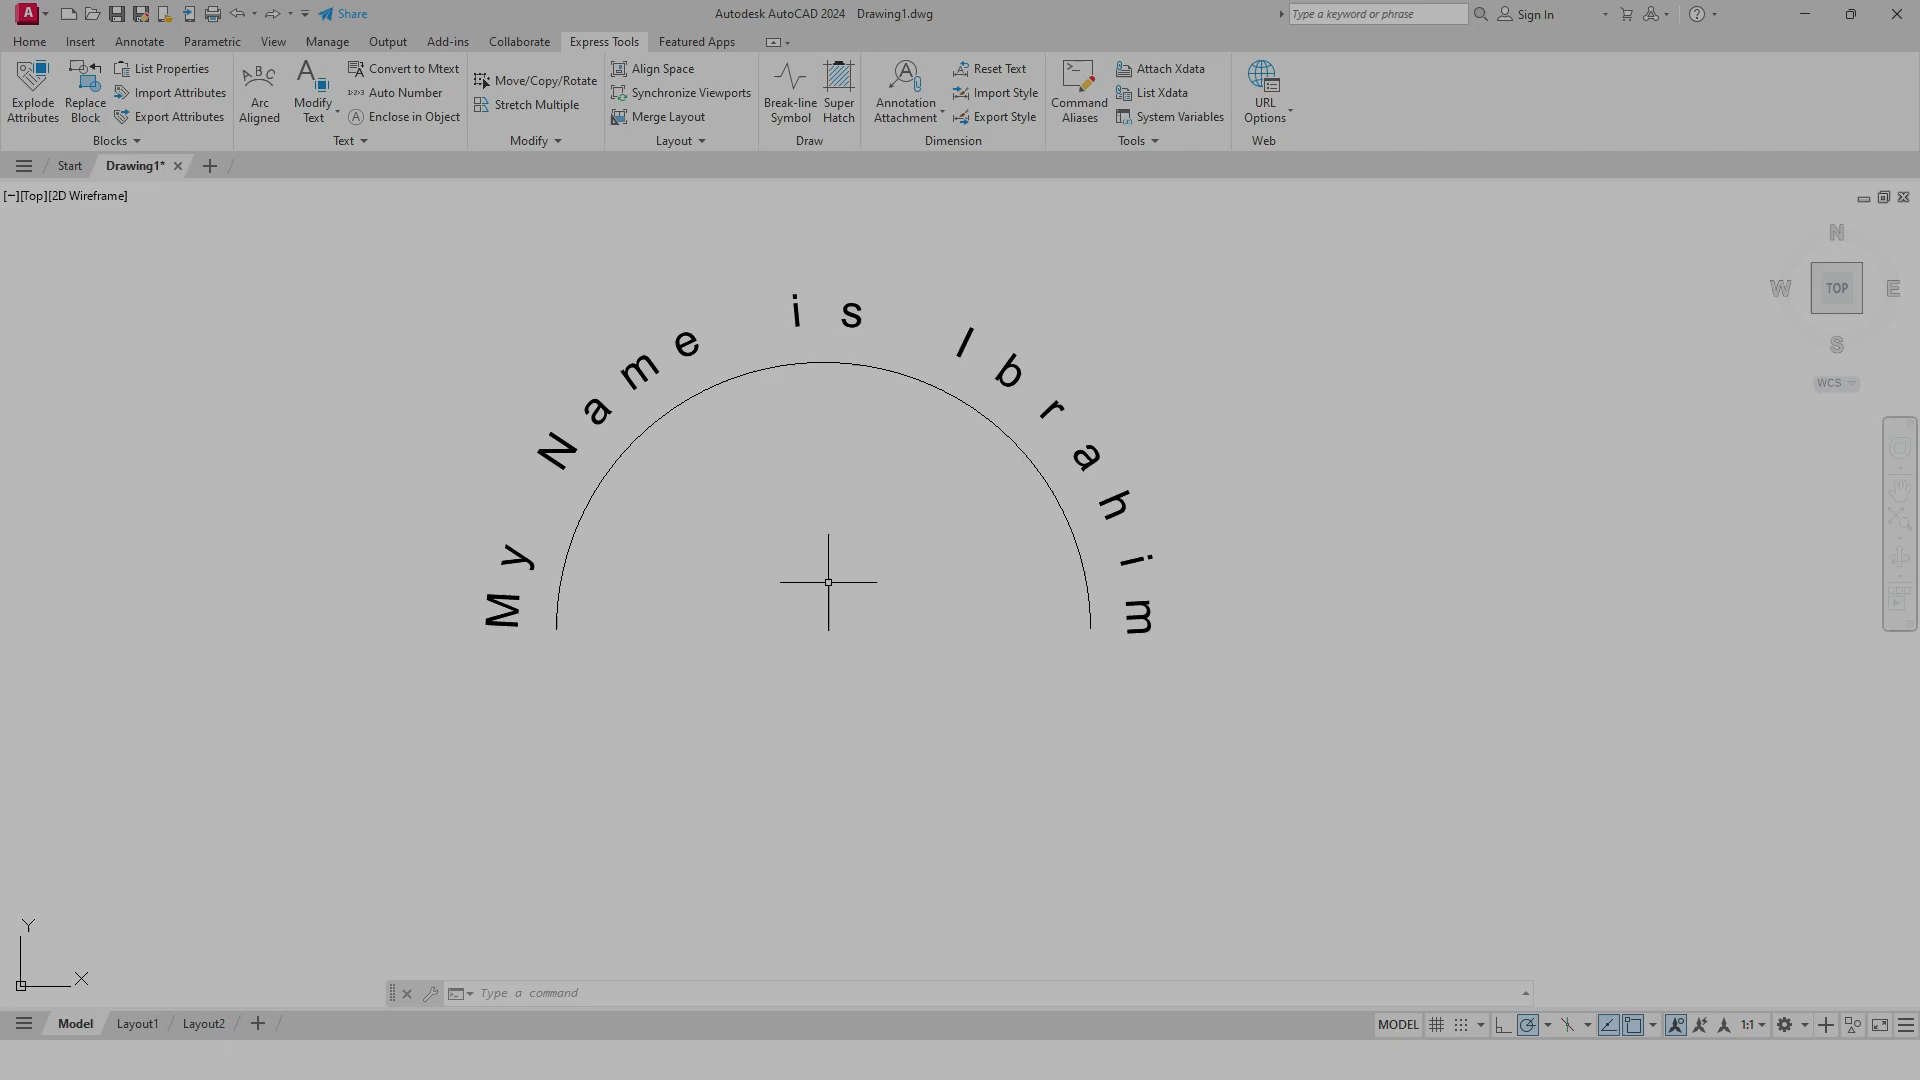 Share
Autodesk AutoCAD 2024 Drawing1.dwg
Type a keyword or phrase
Sign In
Home Insert Annotate Parametric View Manage Output Add-ins Collaborate Express Tools Featured Apps
Explode Attributes
Replace Block
List Properties
Import Attributes
Export Attributes
Blocks
ABC
Arc Aligned
Modify Text
Convert to Mtext
Auto Number
Enclose in Object
Text
Move/Copy/Rotate
Stretch Multiple
Modify
Align Space
Synchronize Viewports
Merge Layout
Layout
Break-line Symbol
Super Hatch
Draw
Annotation Attachment
Reset Text
Import Style
Export Style
Dimension
Command Aliases
Attach Xdata
List Xdata
System Variables
Tools
URL Options
Web
Start Drawing1*
[−][Top][2D Wireframe]
N
W TOP E
S
WCS
My Name is Ibrahim
Y
X
Type a command
Model Layout1 Layout2
MODEL 1:1